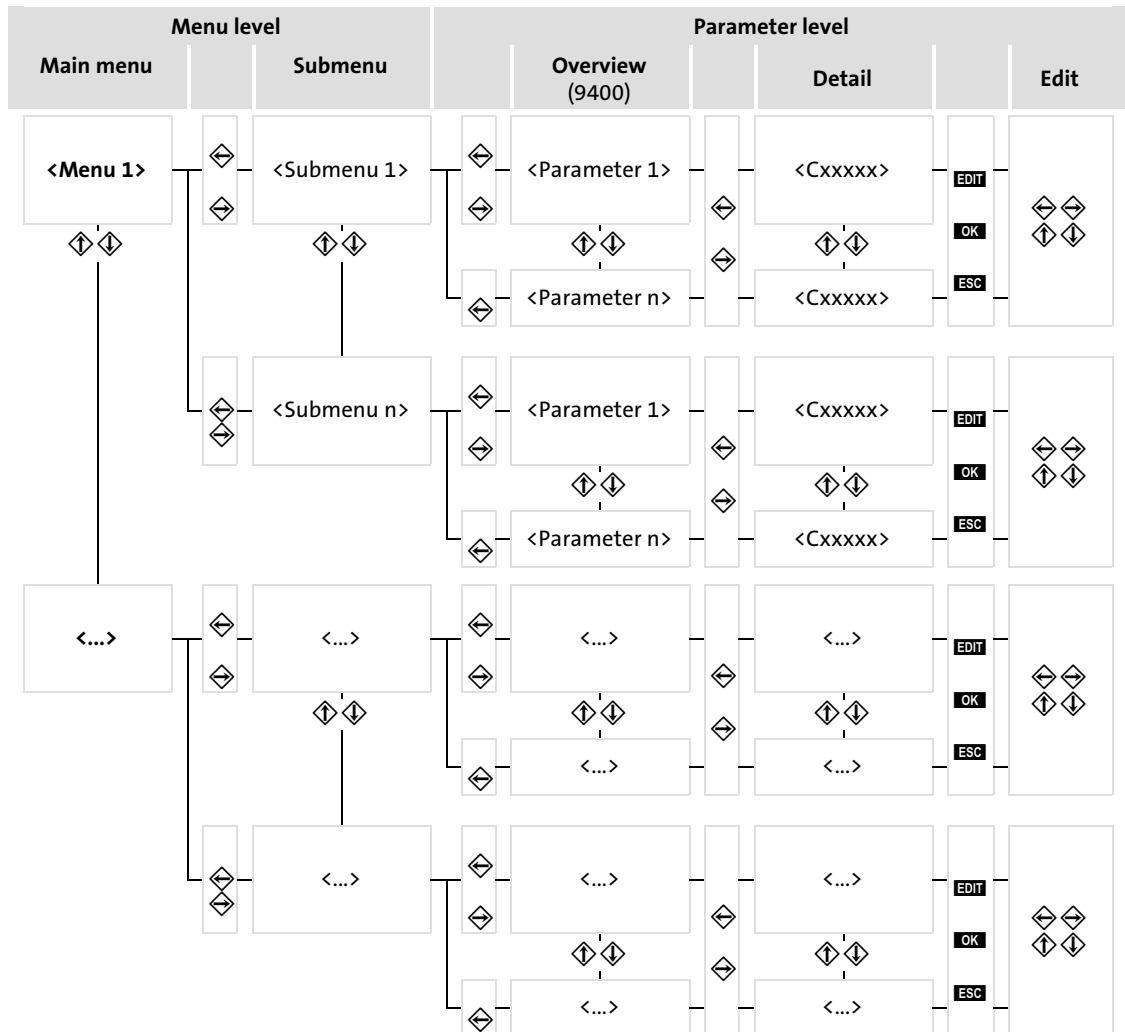 Menu level Parameter level
Main menu Submenu Overview Detail Edit
(9400)
<Menu 1> <Submenu 1> <Parameter 1> <Cxxxxx>
EDIT
OK
ESC
<Parameter n> <Cxxxxx>
<Submenu n> <Parameter 1> <Cxxxxx>
EDIT
OK
ESC
<Parameter n> <Cxxxxx>
<...> <...> <...> <...>
EDIT
OK
ESC
<...> <...>
<...> <...> <...>
EDIT
OK
ESC
<...> <...>